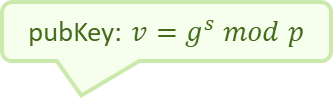 pubKey: v = g^s mod p